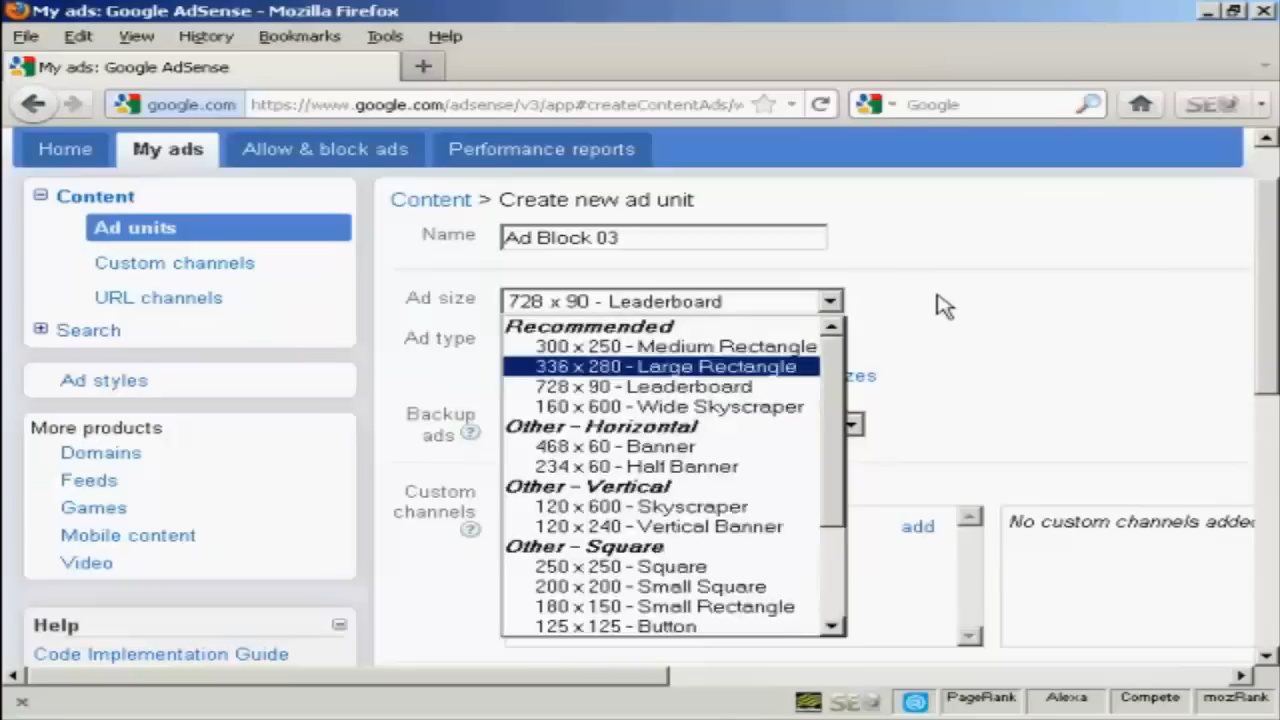 My ads: Google AdSense - Mozilla Firefox
File Edit View History Bookmarks Tools Help
My ads: Google AdSense
google.com https://www.google.com/adsense/v3/app#createContentAds/ Google
Home My ads Allow & block ads Performance reports
Content
Ad units
Custom channels
URL channels
Search
Ad styles
More products
Domains
Feeds
Games
Mobile content
Video
Help
Code Implementation Guide
Content > Create new ad unit
Name Ad Block 03
Ad size 728 x 90 - Leaderboard
Ad type
Recommended
300 x 250 - Medium Rectangle
336 x 280 - Large Rectangle
728 x 90 - Leaderboard
160 x 600 - Wide Skyscraper
Other - Horizontal
468 x 60 - Banner
234 x 60 - Half Banner
Other - Vertical
120 x 600 - Skyscraper
120 x 240 - Vertical Banner
Other - Square
250 x 250 - Square
200 x 200 - Small Square
180 x 150 - Small Rectangle
125 x 125 - Button
zes
Backup
ads ?
Custom
channels
?
add
No custom channels added
PageRank Alexa Compete mozRank